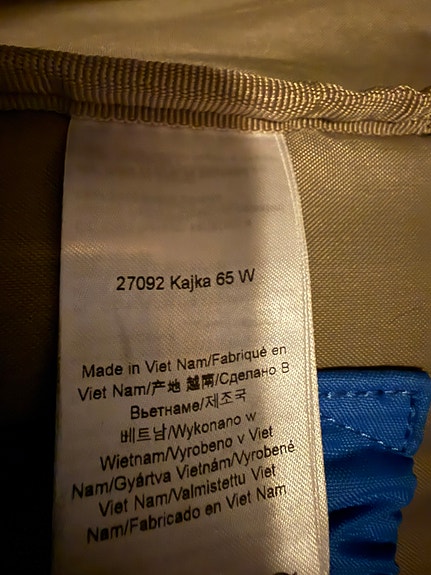 27092 Kajka 65 W
Made in Viet Nam/Fabriqué en
Viet Nam/产地 越南/Сделано В
Вьетнаме/제조국
베트남/Wykonano w
Wietnam/Vyrobeno v Viet
Nam/Gyártva Vietnám/Vyrobené
Viet Nam/Valmistettu Viet
Nam/Fabricado en Viet Nam